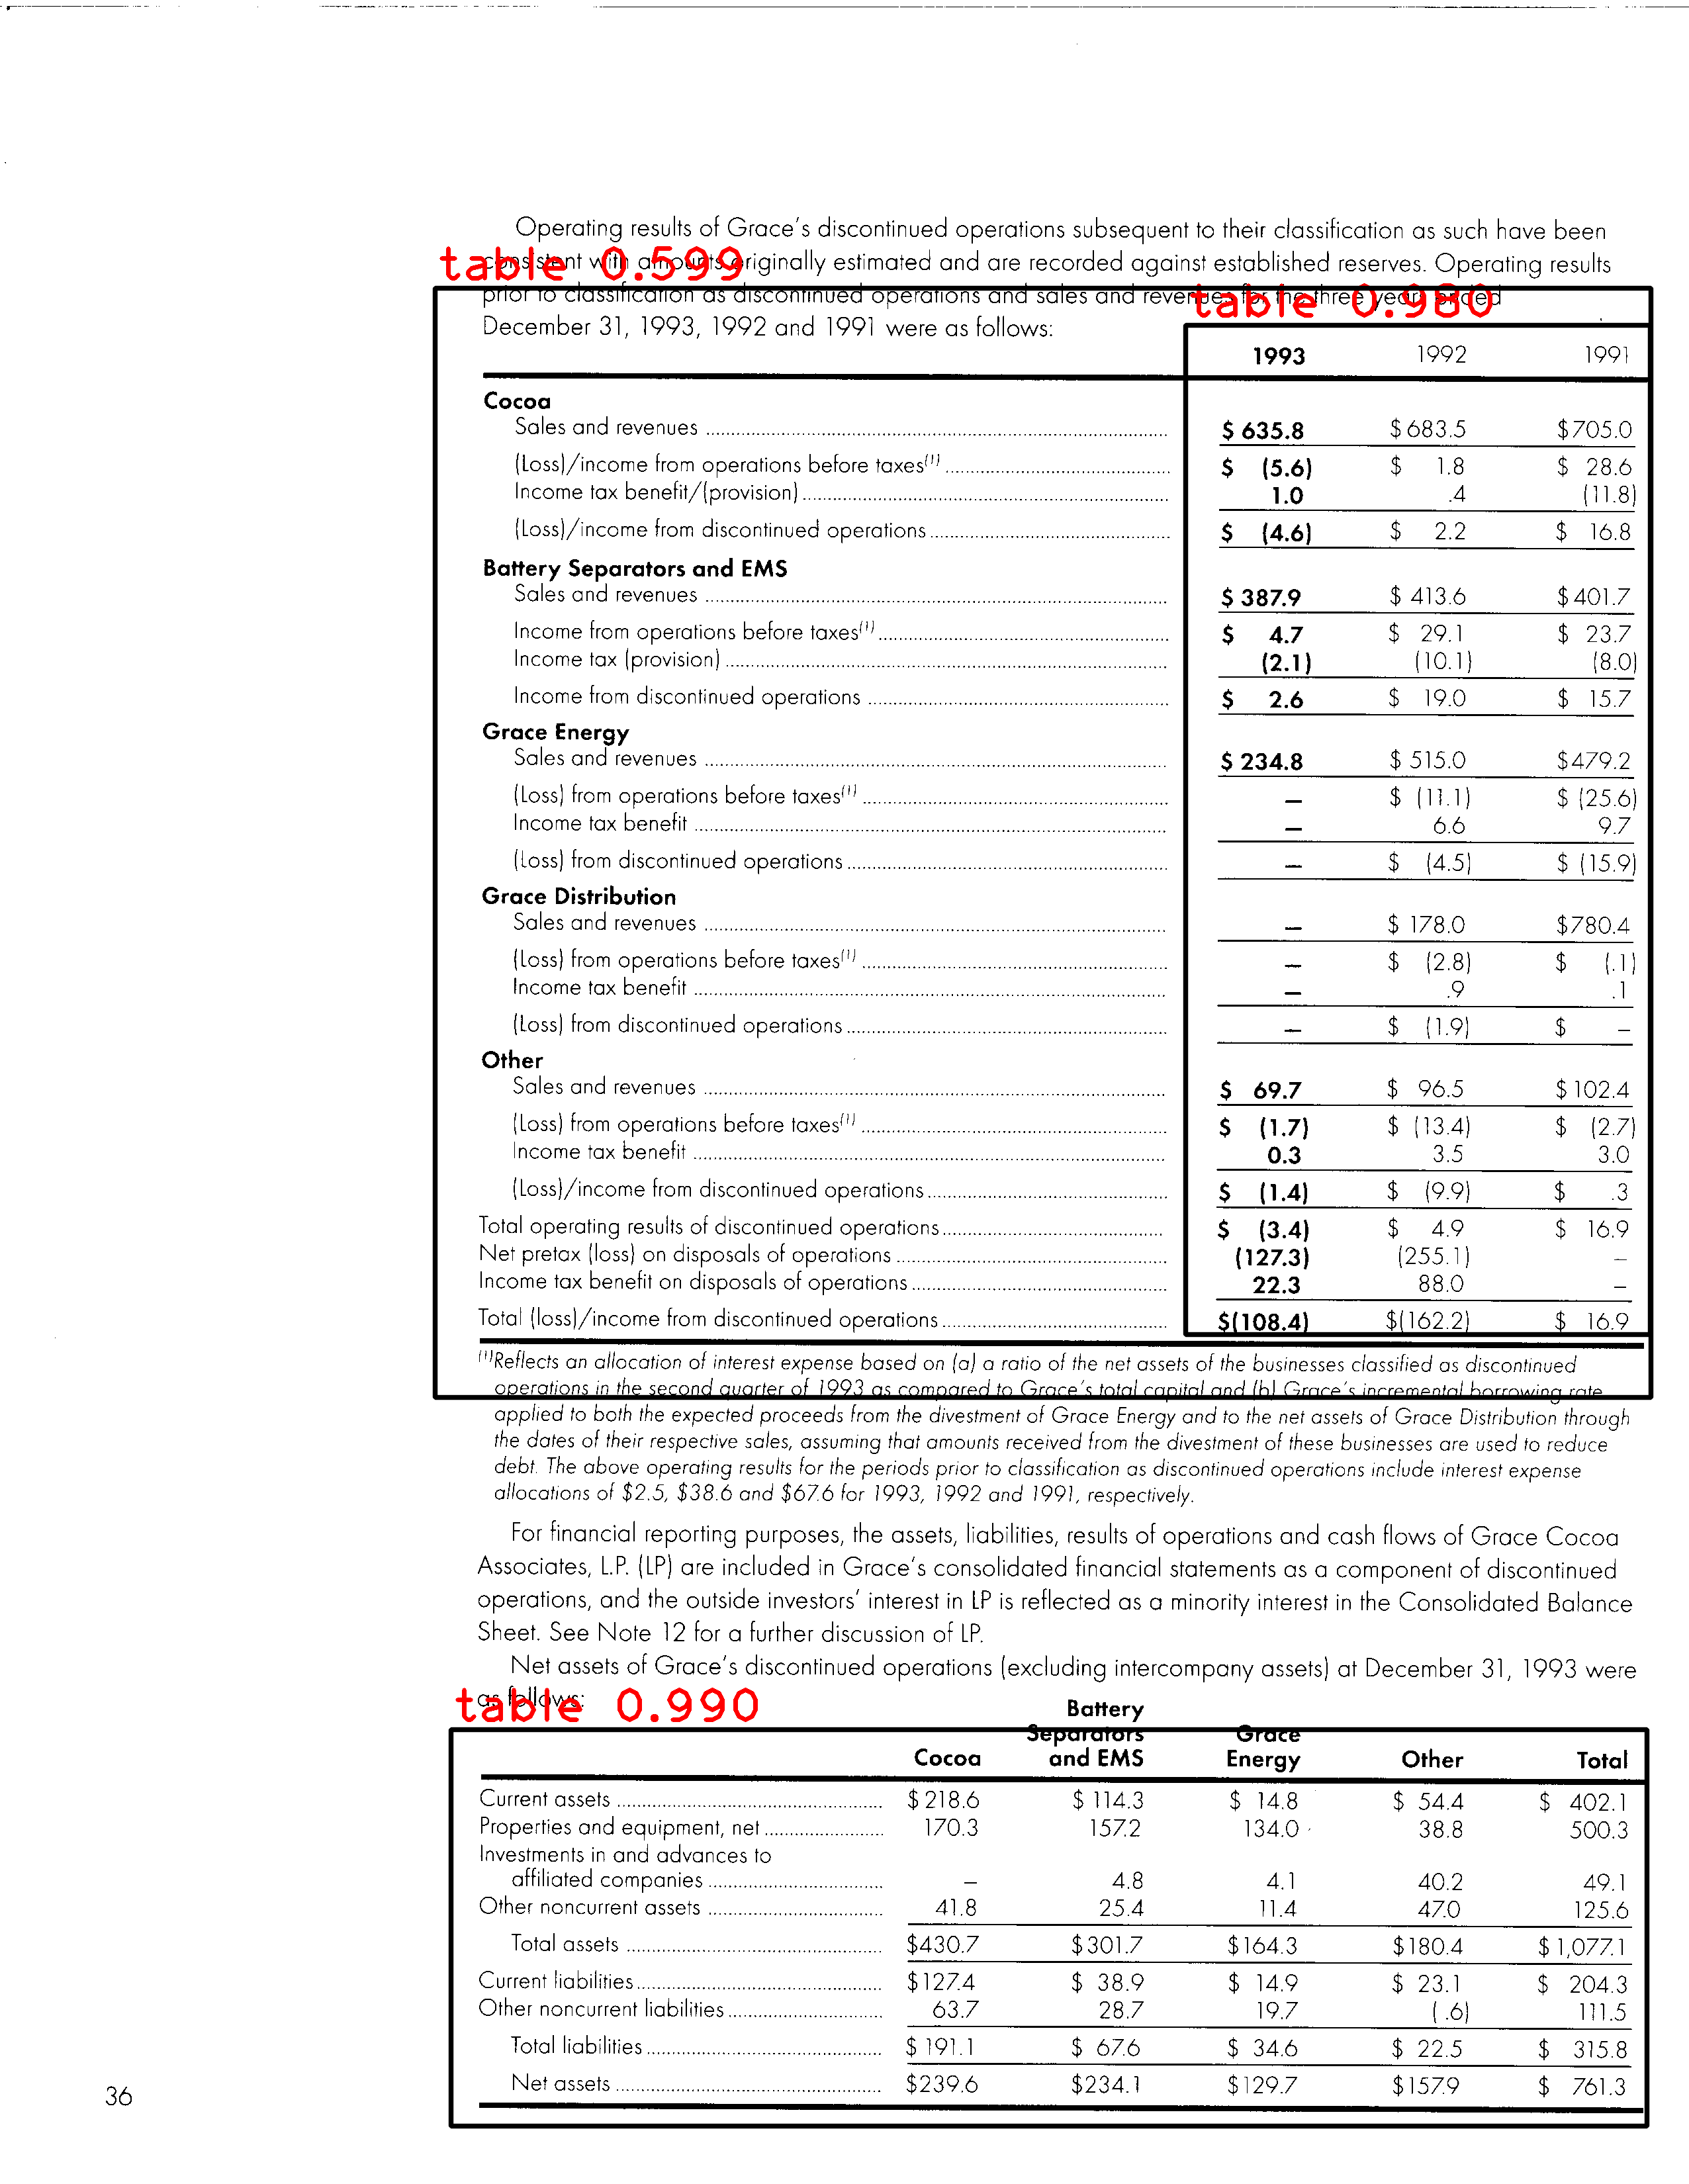 Operating results of Grace's discontinued operations subsequent to their classification as such have been
consistent with amounts originally estimated and are recorded against established reserves. Operating results
table 0.599
prior to classification as discontinued operations and sales and revenues for the three years ended
table 0.980
December 31, 1993, 1992 and 1991 were as follows:
1993 1992 1991
Cocoa
Sales and revenues $ 635.8 $ 683.5 $705.0
(Loss)/income from operations before taxes(1) $ (5.6) $ 1.8 $ 28.6
Income tax benefit/(provision) 1.0 .4 (11.8)
(Loss)/income from discontinued operations $ (4.6) $ 2.2 $ 16.8
Battery Separators and EMS
Sales and revenues $ 387.9 $ 413.6 $401.7
Income from operations before taxes(1) $ 4.7 $ 29.1 $ 23.7
Income tax (provision) (2.1) (10.1) (8.0)
Income from discontinued operations $ 2.6 $ 19.0 $ 15.7
Grace Energy
Sales and revenues $ 234.8 $ 515.0 $479.2
(Loss) from operations before taxes(1) – $ (11.1) $ (25.6)
Income tax benefit – 6.6 9.7
(Loss) from discontinued operations – $ (4.5) $ (15.9)
Grace Distribution
Sales and revenues – $ 178.0 $780.4
(Loss) from operations before taxes(1) – $ (2.8) $ (.1)
Income tax benefit – .9 .1
(Loss) from discontinued operations – $ (1.9) $ –
Other
Sales and revenues $ 69.7 $ 96.5 $ 102.4
(Loss) from operations before taxes(1) $ (1.7) $ (13.4) $ (2.7)
Income tax benefit 0.3 3.5 3.0
(Loss)/income from discontinued operations $ (1.4) $ (9.9) $ .3
Total operating results of discontinued operations $ (3.4) $ 4.9 $ 16.9
Net pretax (loss) on disposals of operations (127.3) (255.1) –
Income tax benefit on disposals of operations 22.3 88.0 –
Total (loss)/income from discontinued operations $(108.4) $(162.2) $ 16.9
(1)Reflects an allocation of interest expense based on (a) a ratio of the net assets of the businesses classified as discontinued
operations in the second quarter of 1993 as compared to Grace's total capital and (b) Grace's incremental borrowing rate
applied to both the expected proceeds from the divestment of Grace Energy and to the net assets of Grace Distribution through
the dates of their respective sales, assuming that amounts received from the divestment of these businesses are used to reduce
debt. The above operating results for the periods prior to classification as discontinued operations include interest expense
allocations of $2.5, $38.6 and $67.6 for 1993, 1992 and 1991, respectively.
For financial reporting purposes, the assets, liabilities, results of operations and cash flows of Grace Cocoa
Associates, L.P. (LP) are included in Grace's consolidated financial statements as a component of discontinued
operations, and the outside investors' interest in LP is reflected as a minority interest in the Consolidated Balance
Sheet. See Note 12 for a further discussion of LP.
Net assets of Grace's discontinued operations (excluding intercompany assets) at December 31, 1993 were
as follows:
table 0.990
Battery
Separators Grace
Cocoa and EMS Energy Other Total
Current assets $ 218.6 $ 114.3 $ 14.8 $ 54.4 $ 402.1
Properties and equipment, net 170.3 157.2 134.0 38.8 500.3
Investments in and advances to
affiliated companies – 4.8 4.1 40.2 49.1
Other noncurrent assets 41.8 25.4 11.4 47.0 125.6
Total assets $430.7 $301.7 $164.3 $180.4 $1,077.1
Current liabilities $127.4 $ 38.9 $ 14.9 $ 23.1 $ 204.3
Other noncurrent liabilities 63.7 28.7 19.7 (.6) 111.5
Total liabilities $ 191.1 $ 67.6 $ 34.6 $ 22.5 $ 315.8
Net assets $239.6 $234.1 $129.7 $157.9 $ 761.3
36